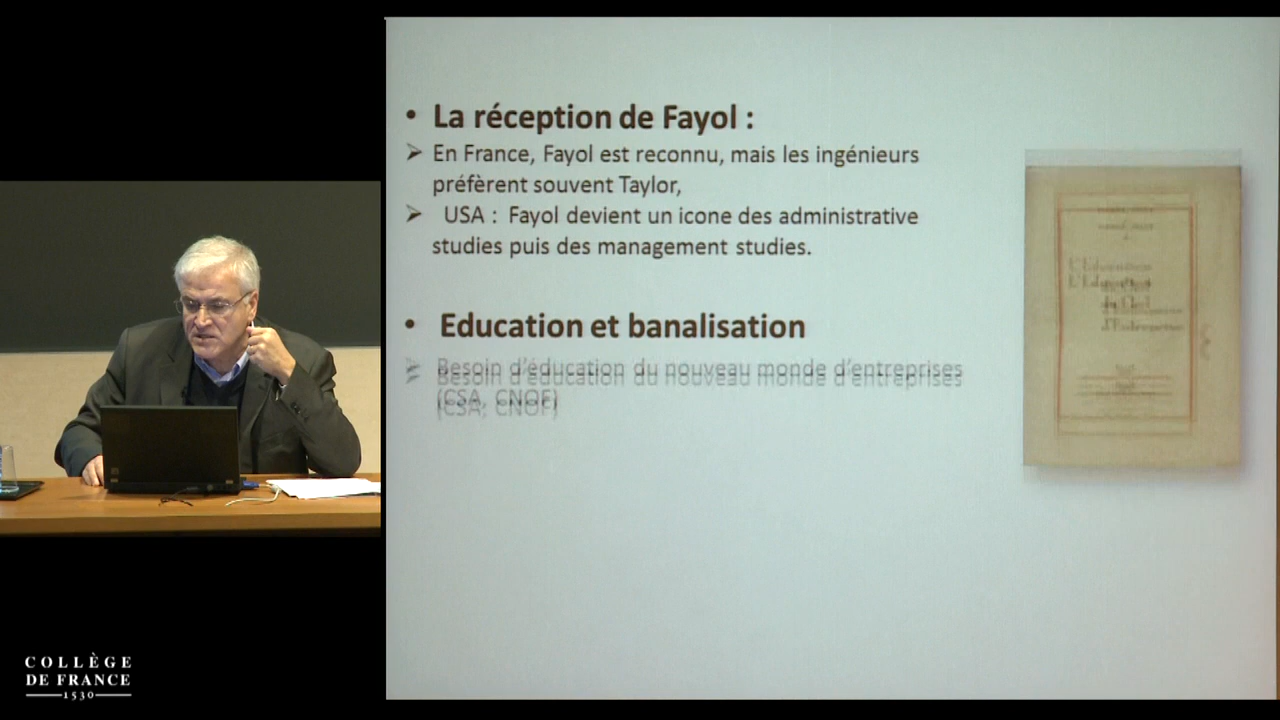 • La réception de Fayol :
➢ En France, Fayol est reconnu, mais les ingénieurs
préfèrent souvent Taylor,
➢ USA : Fayol devient un icone des administrative
studies puis des management studies.
• Education et banalisation
➢ Besoin d'éducation du nouveau monde d'entreprises
(CSA, CNOF)
COLLÈGE
DE FRANCE
1530